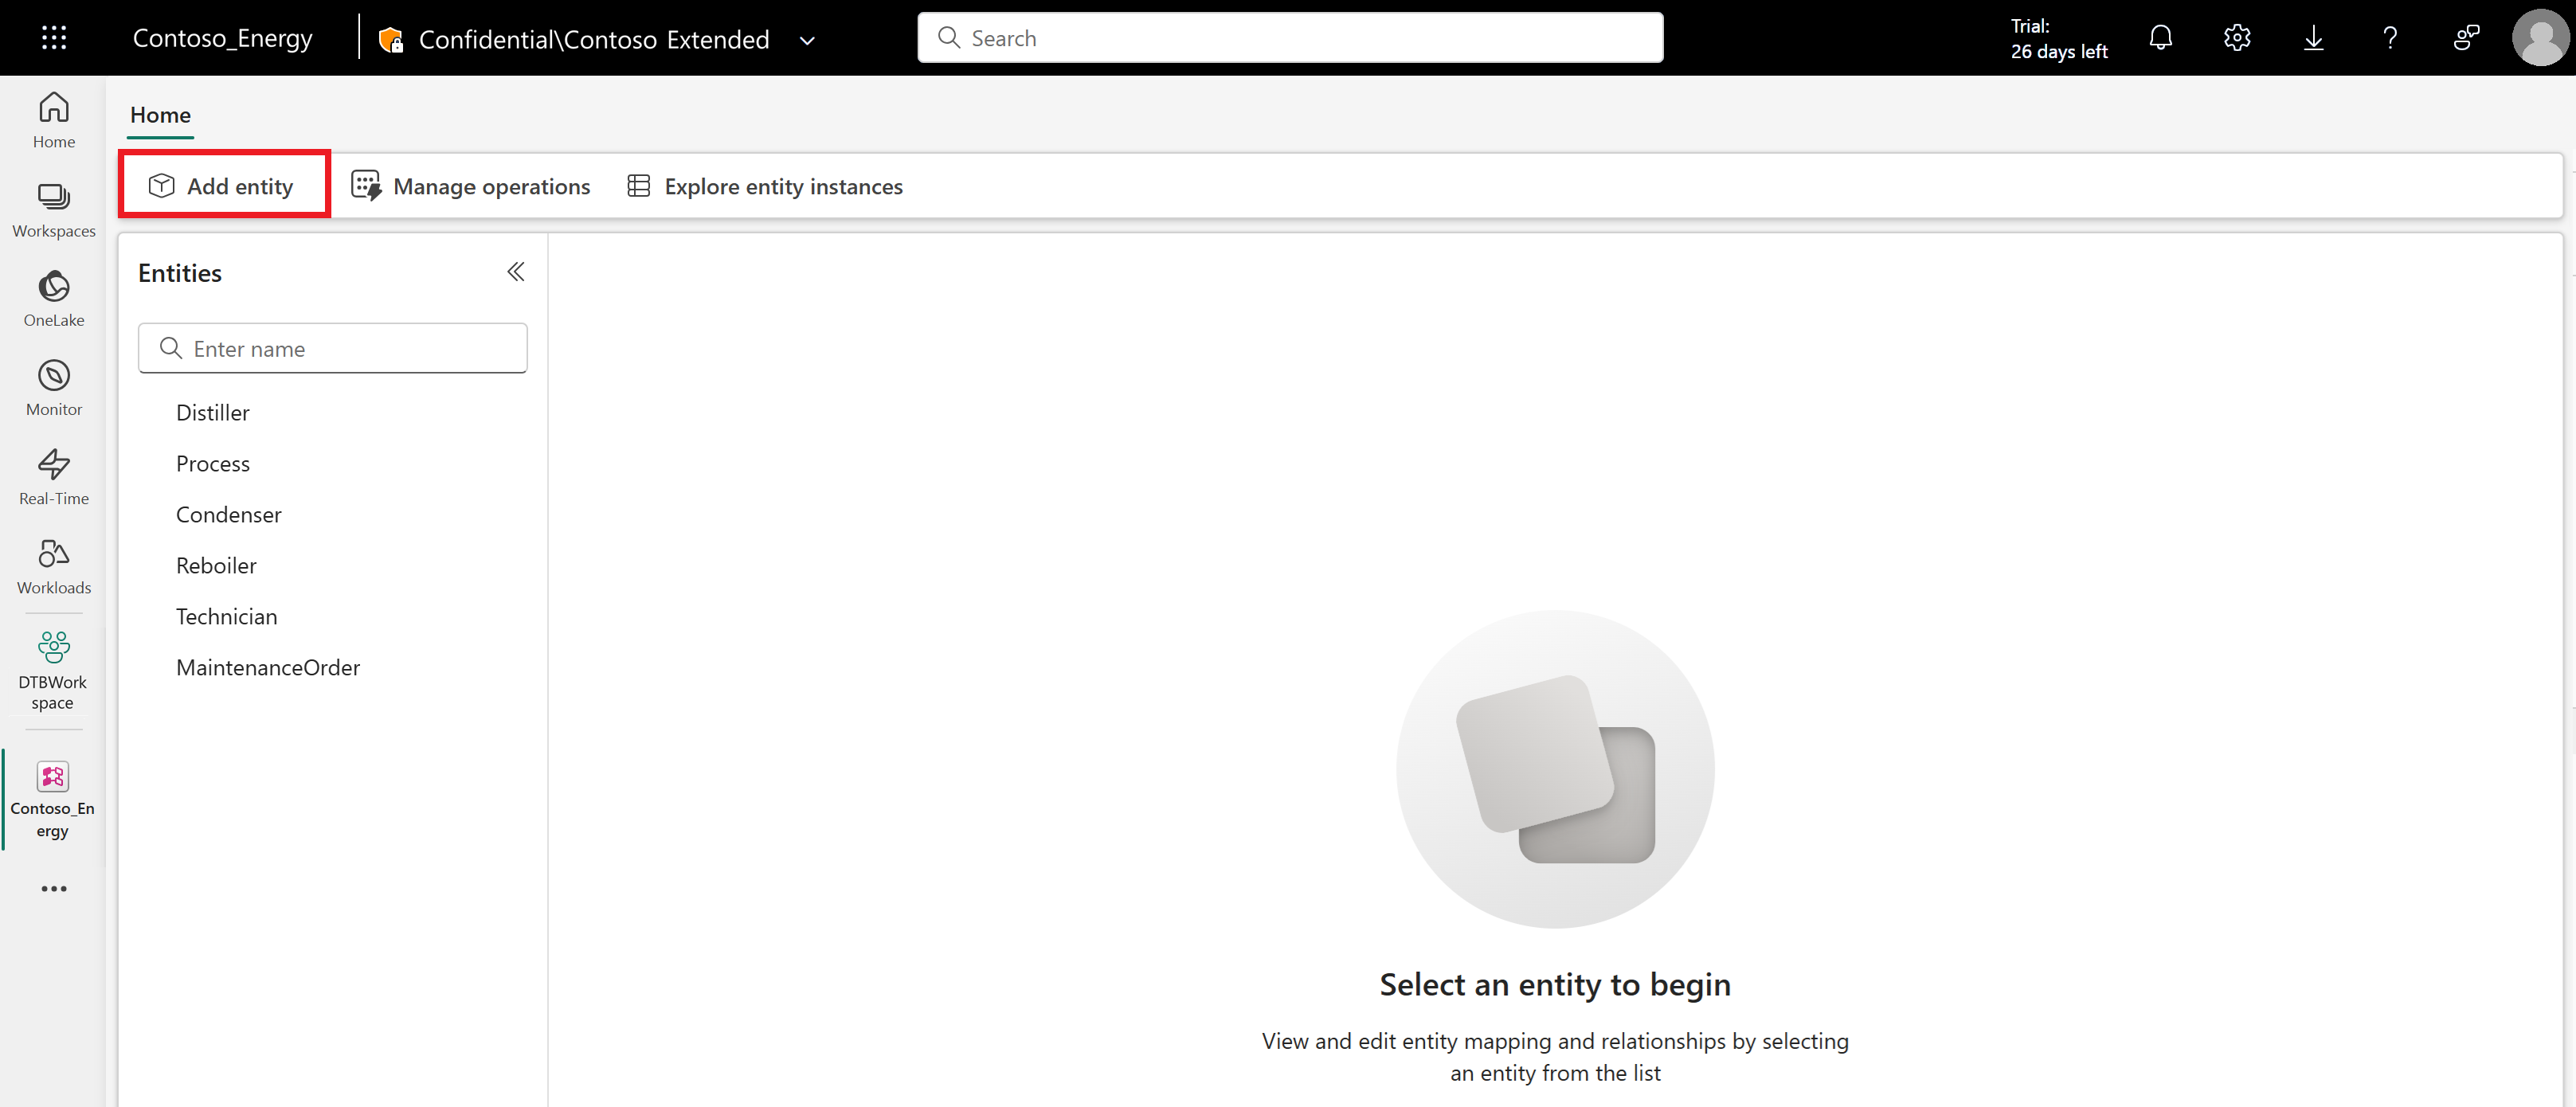 Contoso_Energy
Confidential\Contoso Extended
Search
Trial:
26 days left
Home
Workspaces
OneLake
Monitor
Real-Time
Workloads
DTBWork
space
Contoso_En
ergy
Home
Add entity
Manage operations
Explore entity instances
Entities
Enter name
Distiller
Process
Condenser
Reboiler
Technician
MaintenanceOrder
Select an entity to begin
View and edit entity mapping and relationships by selecting
an entity from the list